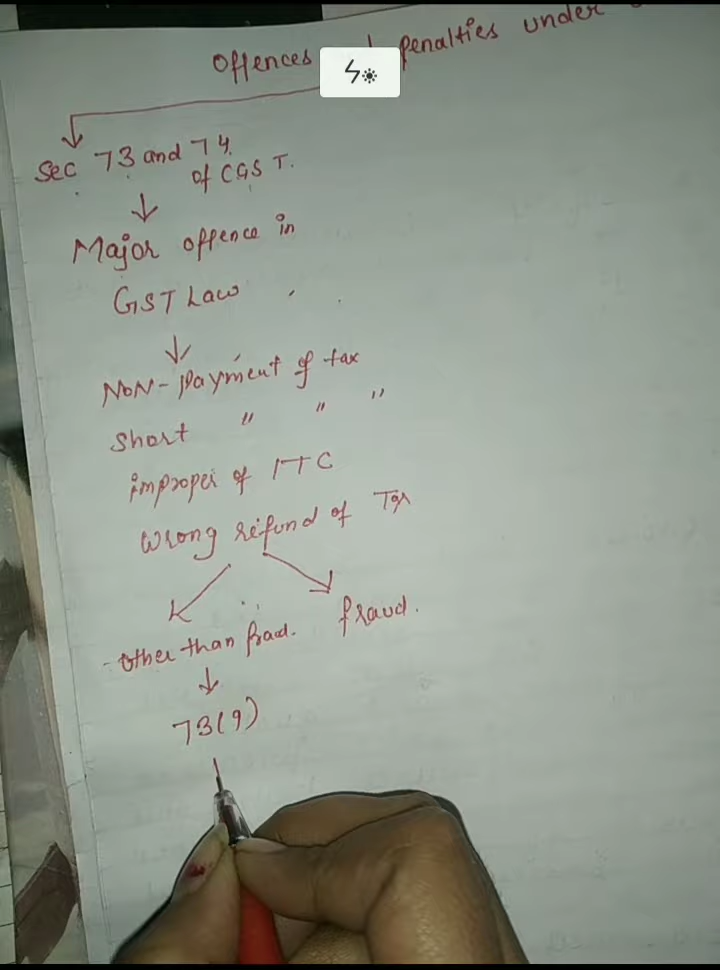 Offences penalties under
Sec 73 and 74
of CGST.
Major offence in
GST Law
NON-payment of tax
Short " " "
improper of ITC
Wrong refund of Tax
-other than fraud. fraud.
73(9)